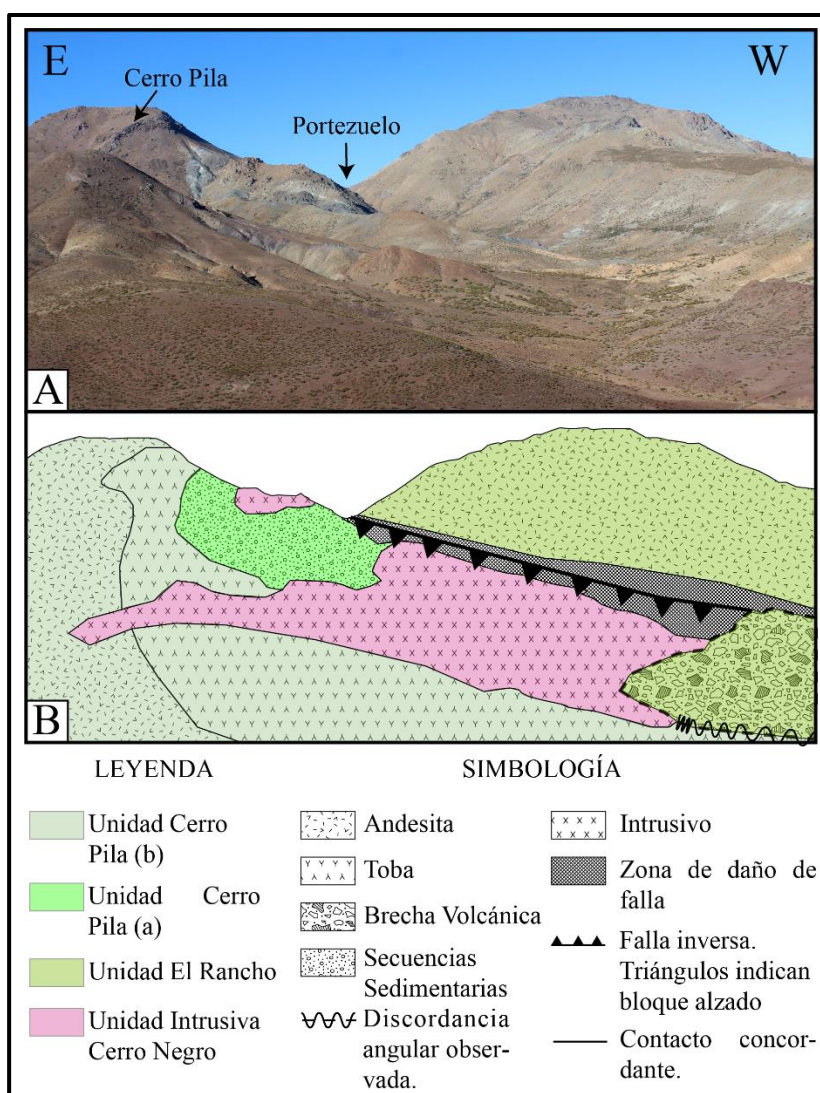 E
W
Cerro Pila
Portezuelo
A
B
LEYENDA
SIMBOLOGÍA
Unidad Cerro
Pila (b)
Unidad Cerro
Pila (a)
Unidad El Rancho
Unidad Intrusiva
Cerro Negro
Andesita
Toba
Brecha Volcánica
Secuencias
Sedimentarias
Discordancia
angular obser-
vada.
Intrusivo
Zona de daño de
falla
Falla inversa.
Triángulos indican
bloque alzado
Contacto concor-
dante.